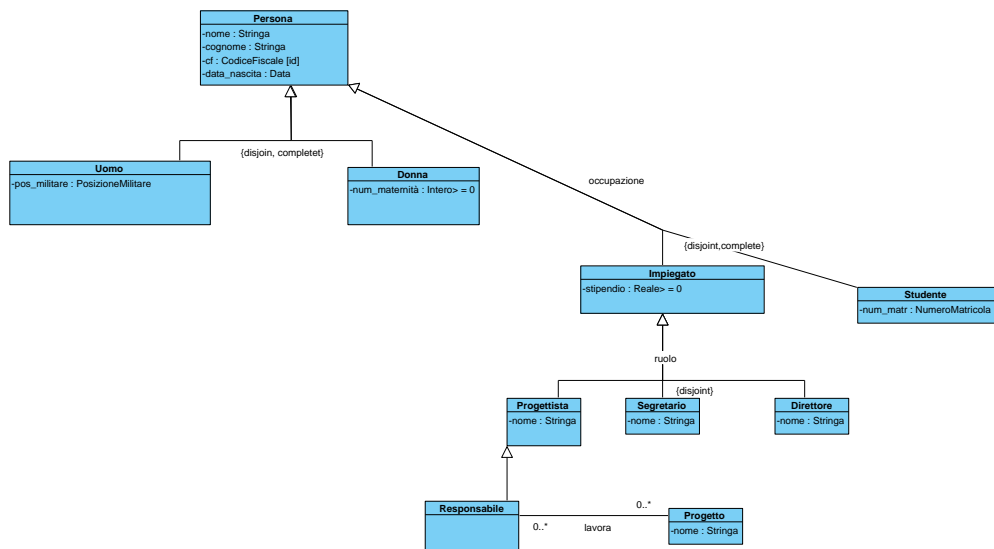 Persona
-nome : Stringa
-cognome : Stringa
-cf : CodiceFiscale [id]
-data_nascita : Data
{disjoin, completet}
Uomo
-pos_militare : PosizioneMilitare
Donna
-num_maternità : Intero> = 0
occupazione
{disjoint,complete}
Impiegato
-stipendio : Reale> = 0
Studente
-num_matr : NumeroMatricola
ruolo
{disjoint}
Progettista
-nome : Stringa
Segretario
-nome : Stringa
Direttore
-nome : Stringa
Responsabile
0..*
lavora
0..*
Progetto
-nome : Stringa